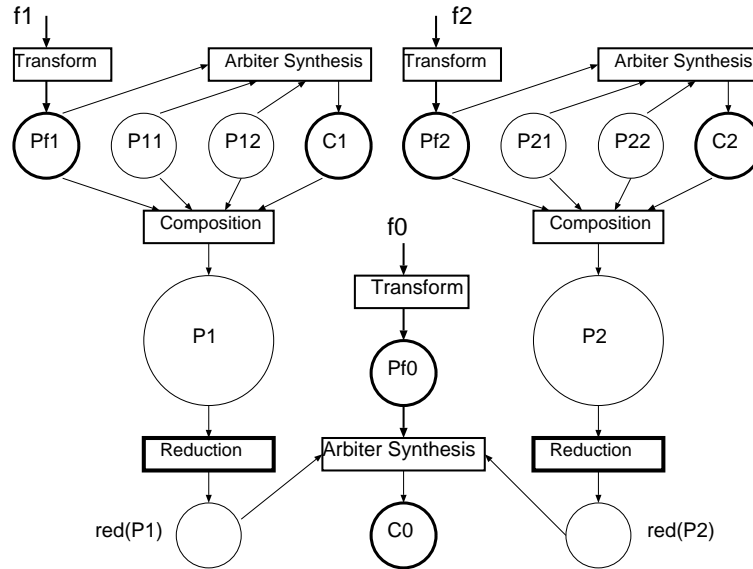 f1
f2
Transform
Arbiter Synthesis
Transform
Arbiter Synthesis
Pf1
P11
P12
C1
Pf2
P21
P22
C2
Composition
Composition
f0
Transform
P1
P2
Pf0
Reduction
Arbiter Synthesis
Reduction
red(P1)
C0
red(P2)